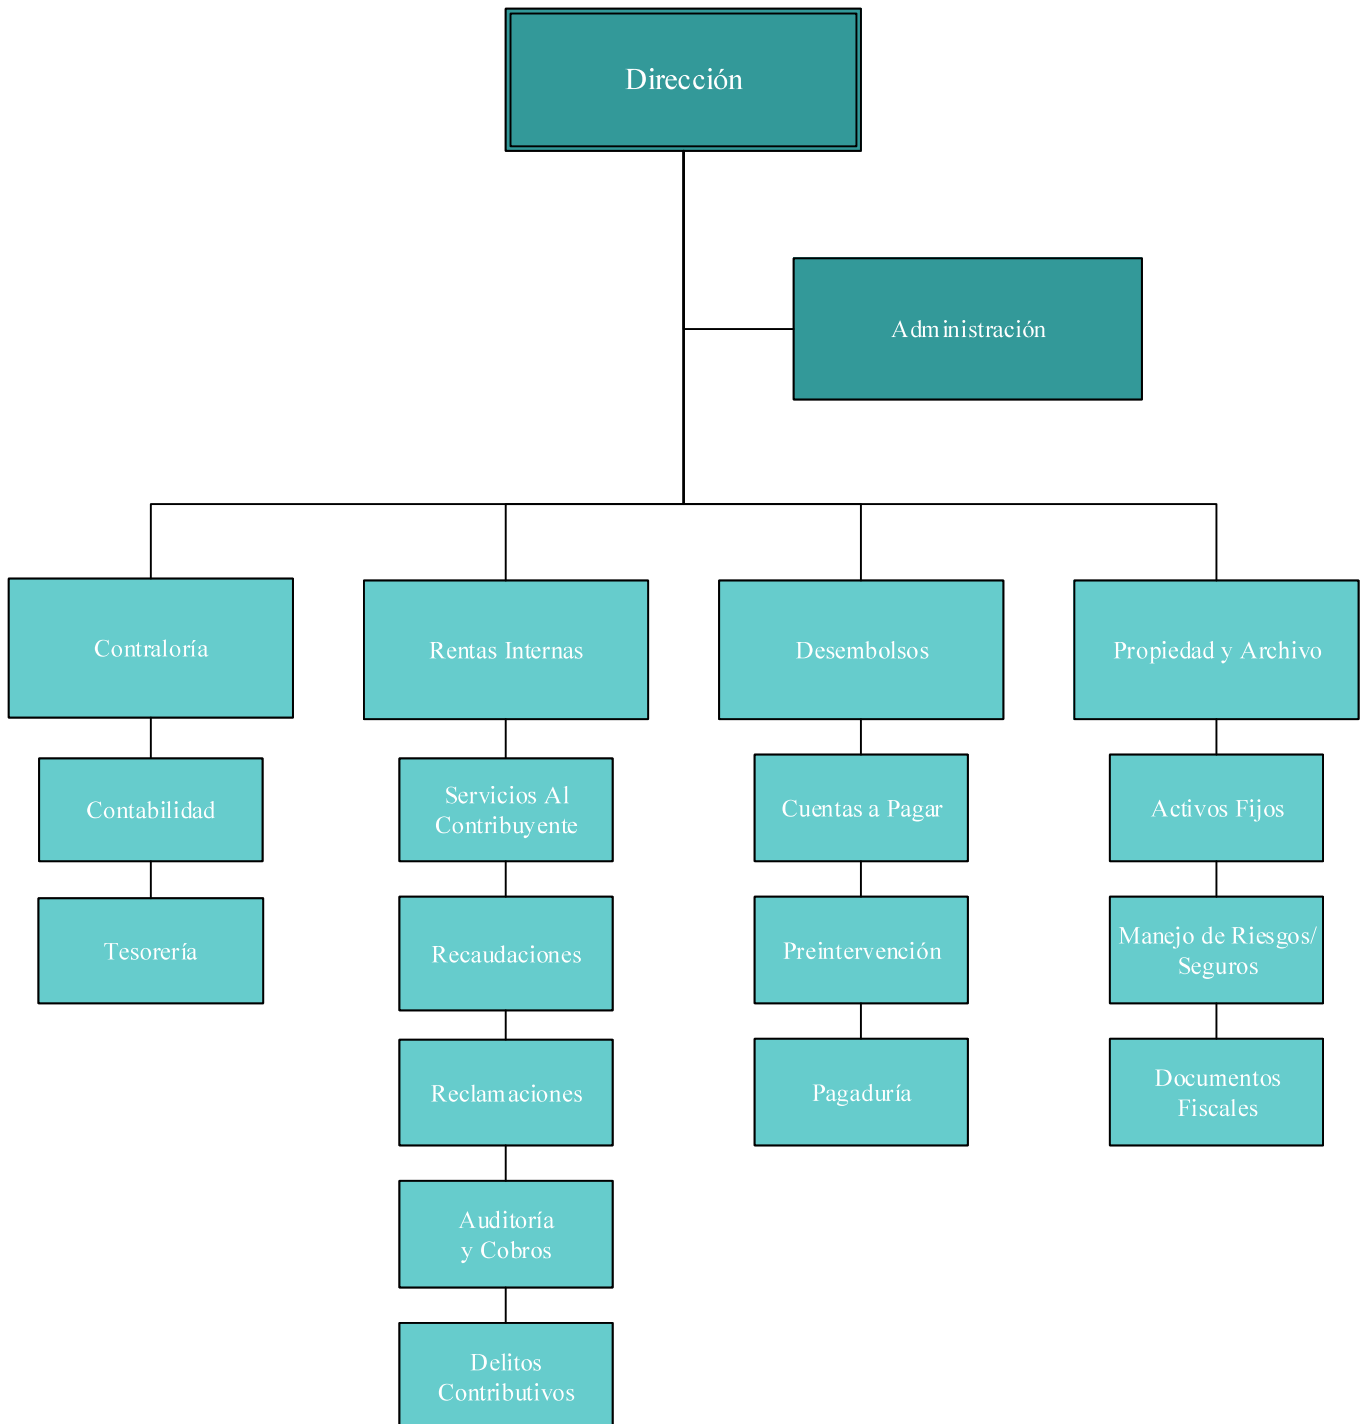 Dirección
Administración
Contraloría
Rentas Internas
Desembolsos
Propiedad y Archivo
Contabilidad
Servicios Al
Contribuyente
Cuentas a Pagar
Activos Fijos
Tesorería
Recaudaciones
Preintervención
Manejo de Riesgos/
Seguros
Reclamaciones
Pagaduría
Documentos
Fiscales
Auditoría
y Cobros
Delitos
Contributivos